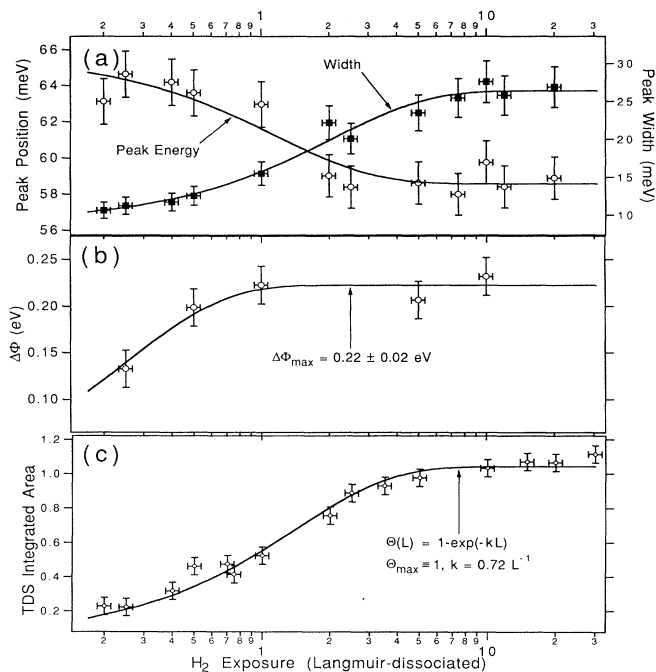 1 10
2 3 4 5 6 7 8 9 2 3 4 5 6 7 8 9 2 3
(a)
66
64
62
60
58
56
Peak Position (meV)
Width
Peak Energy
30
25
20
15
10
Peak Width (meV)
(b)
0.25
0.20
0.15
0.10
ΔΦ (eV)
ΔΦmax = 0.22 ± 0.02 eV
(c)
1.2
1.0
0.8
0.6
0.4
0.2
TDS Integrated Area
Θ(L) = 1-exp(-kL)
Θmax ≡ 1, k = 0.72 L⁻¹
2 3 4 5 6 7 8 9 2 3 4 5 6 7 8 9 2 3
1 10
H₂ Exposure (Langmuir-dissociated)